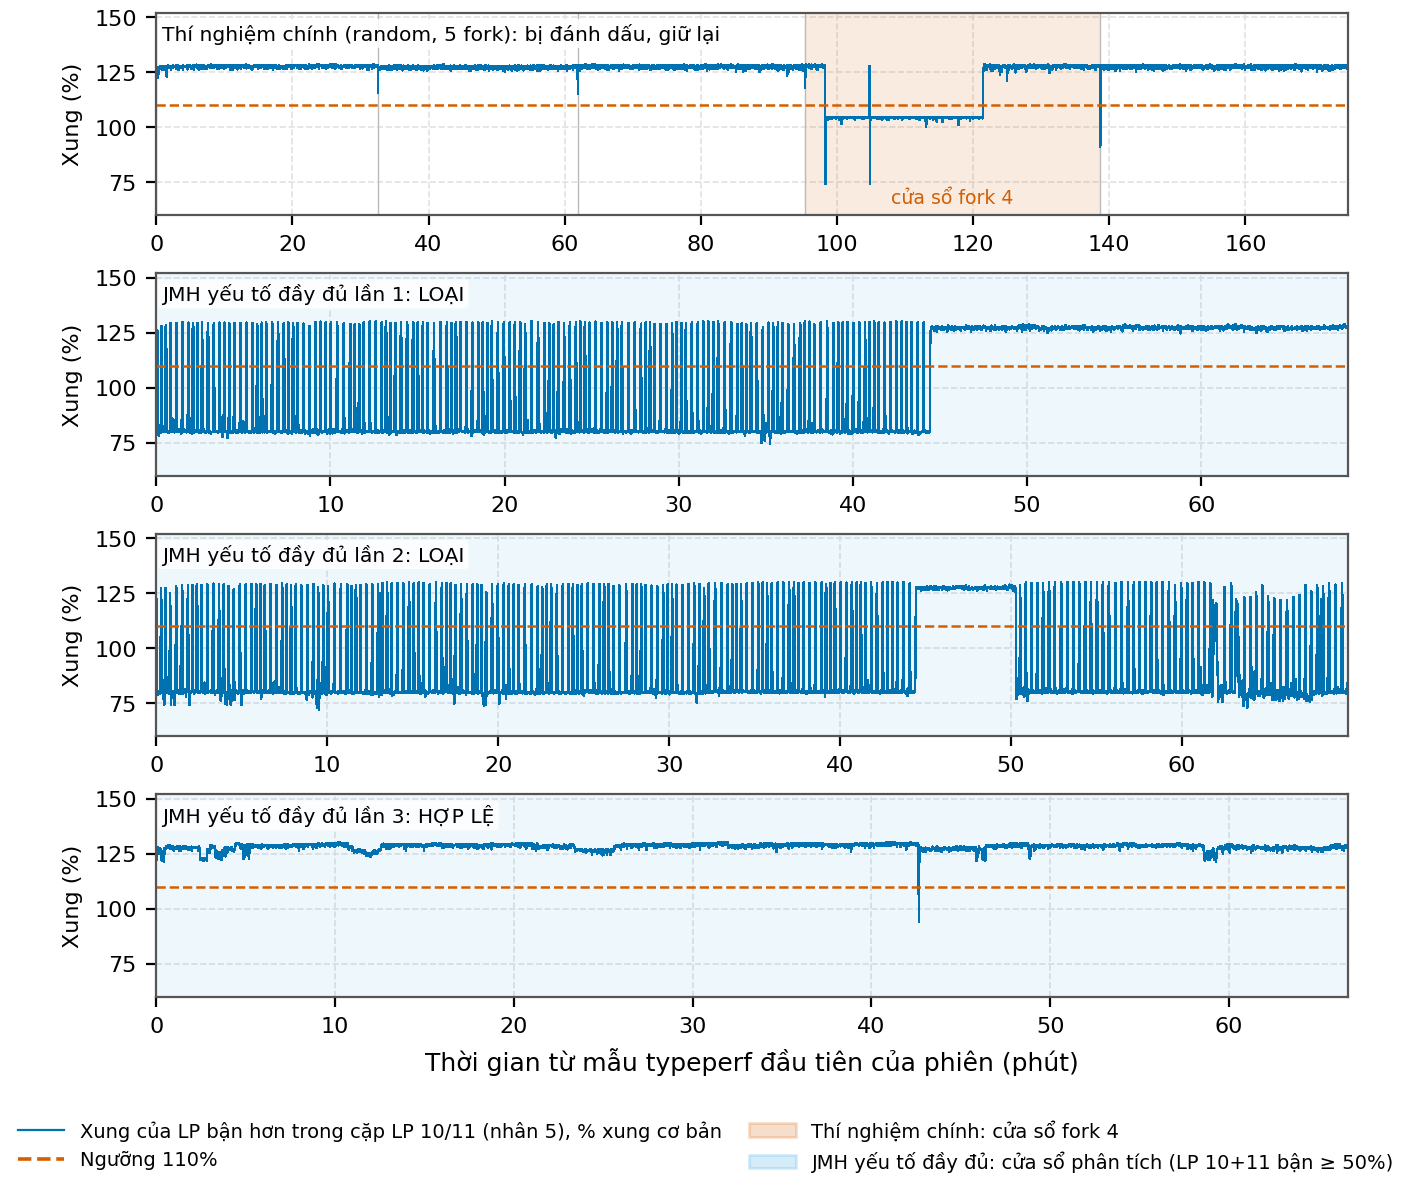 Thí nghiệm chính (random, 5 fork): bị đánh dấu, giữ lại
Xung (%)
150
125
100
75
cửa sổ fork 4
0 20 40 60 80 100 120 140 160
JMH yếu tố đầy đủ lần 1: LOẠI
Xung (%)
150
125
100
75
0 10 20 30 40 50 60
JMH yếu tố đầy đủ lần 2: LOẠI
Xung (%)
150
125
100
75
0 10 20 30 40 50 60
JMH yếu tố đầy đủ lần 3: HỢP LỆ
Xung (%)
150
125
100
75
0 10 20 30 40 50 60
Thời gian từ mẫu typeperf đầu tiên của phiên (phút)
Xung của LP bận hơn trong cặp LP 10/11 (nhân 5), % xung cơ bản
Ngưỡng 110%
Thí nghiệm chính: cửa sổ fork 4
JMH yếu tố đầy đủ: cửa sổ phân tích (LP 10+11 bận ≥ 50%)